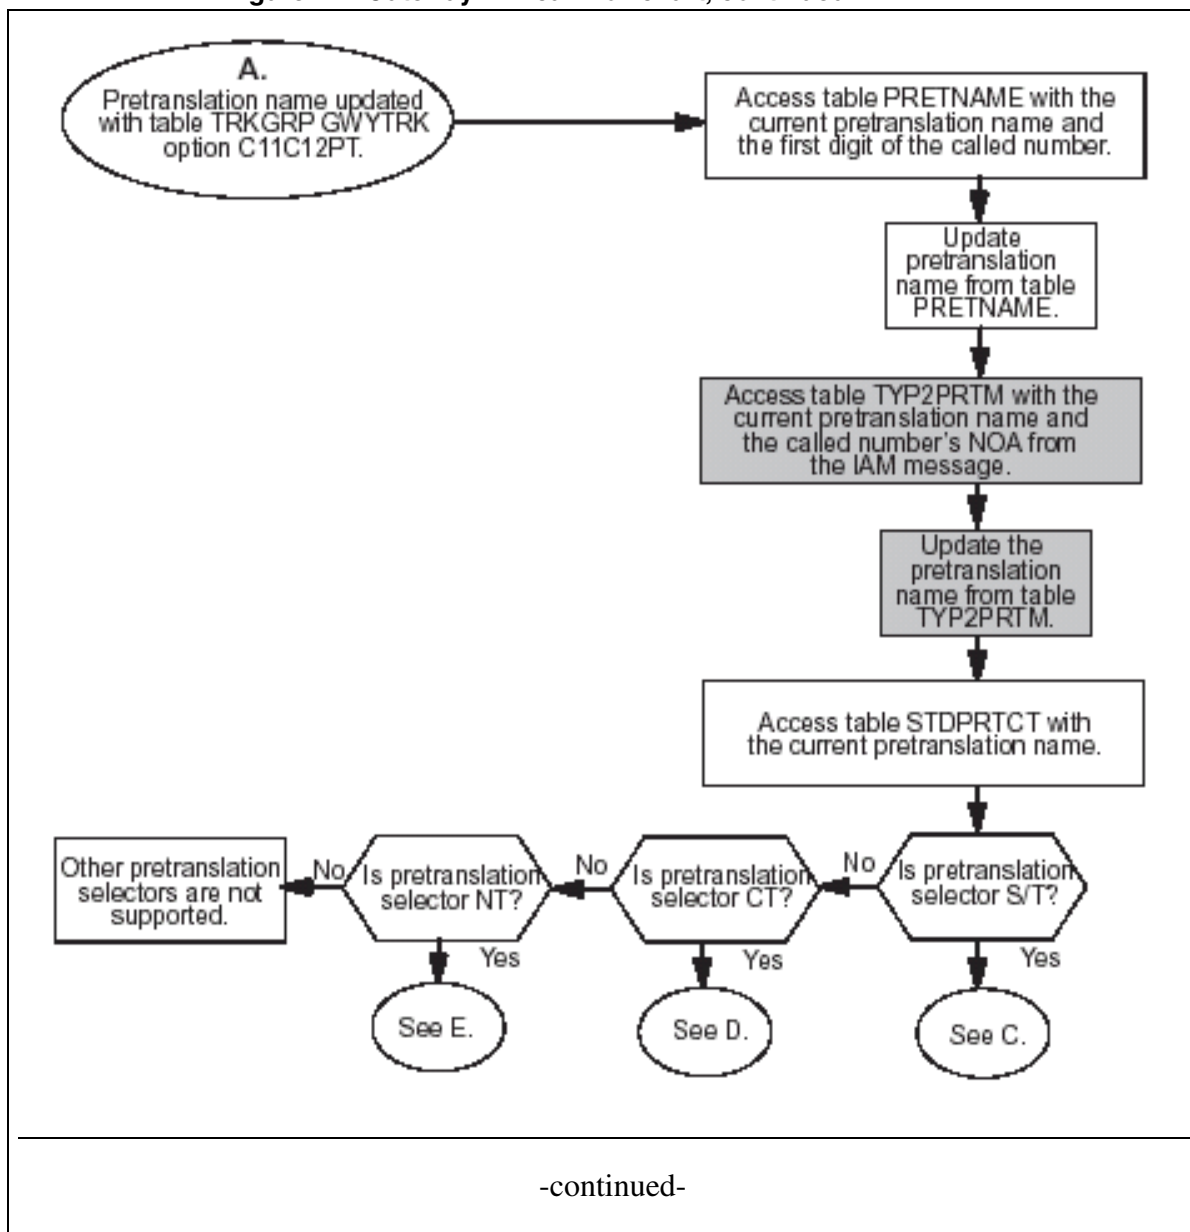 A.
Pretranslation name updated
with table TRKGRP GWYTRK
option C11C12PT.
Access table PRETNAME with the
current pretranslation name and
the first digit of the called number.
Update
pretranslation
name from table
PRETNAME.
Access table TYP2PRTM with the
current pretranslation name and
the called number's NOA from
the IAM message.
Update the
pretranslation
name from table
TYP2PRTM.
Access table STDPRTCT with
the current pretranslation name.
Other pretranslation
selectors are not
supported.
No
Is pretranslation
selector NT?
No
Is pretranslation
selector CT?
No
Is pretranslation
selector S/T?
Yes
Yes
Yes
See E.
See D.
See C.
-continued-